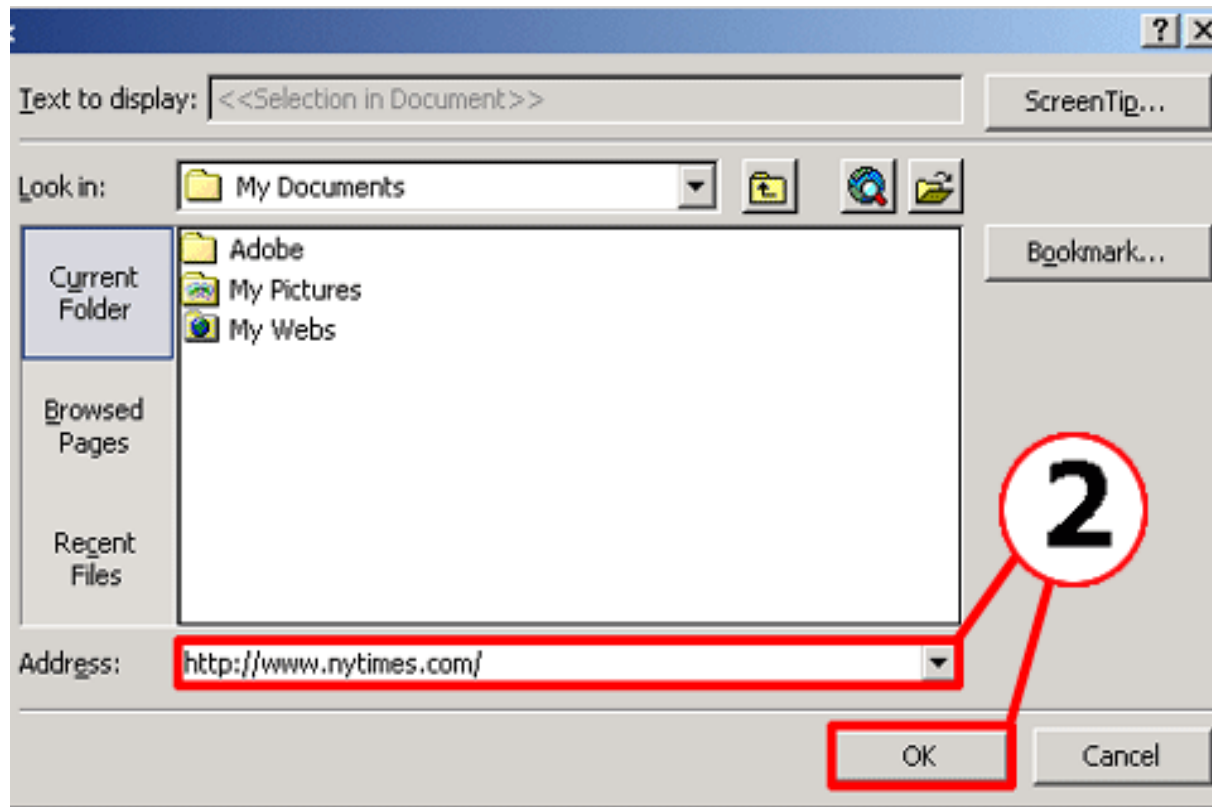 Text to display: <<Selection in Document>>
ScreenTip...
Look in: My Documents
Bookmark...
Current
Folder
Adobe
My Pictures
My Webs
Browsed
Pages
Recent
Files
2
Address: http://www.nytimes.com/
OK
Cancel